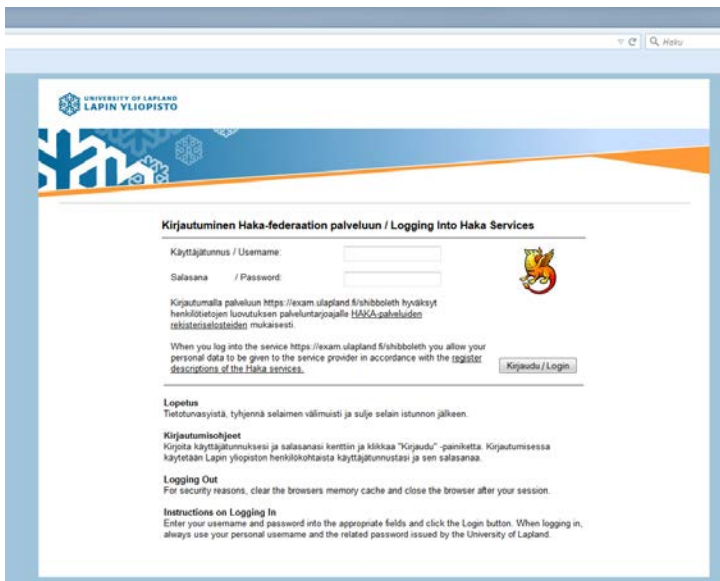 Haku
UNIVERSITY OF LAPLAND
LAPIN YLIOPISTO
Kirjautuminen Haka-federaation palveluun / Logging Into Haka Services
Käyttäjätunnus / Username:
Salasana / Password:
Kirjautumalla palveluun https://exam.ulapland.fi/shibboleth hyväksyt
henkilötietojen luovutuksen palveluntarjoajalle HAKA-palveluiden
rekisteriselosteiden mukaisesti.
When you log into the service https://exam.ulapland.fi/shibboleth you allow your
personal data to be given to the service provider in accordance with the register
descriptions of the Haka services.
Kirjaudu / Login
Lopetus
Tietoturvasyistä, tyhjennä selaimen välimuisti ja sulje selain istunnon jälkeen.
Kirjautumisohjeet
Kirjoita käyttäjätunnuksesi ja salasanasi kenttiin ja klikkaa "Kirjaudu" -painiketta. Kirjautumisessa
käytetään Lapin yliopiston henkilökohtaista käyttäjätunnustasi ja sen salasanaa.
Logging Out
For security reasons, clear the browsers memory cache and close the browser after your session.
Instructions on Logging In
Enter your username and password into the appropriate fields and click the Login button. When logging in,
always use your personal username and the related password issued by the University of Lapland.